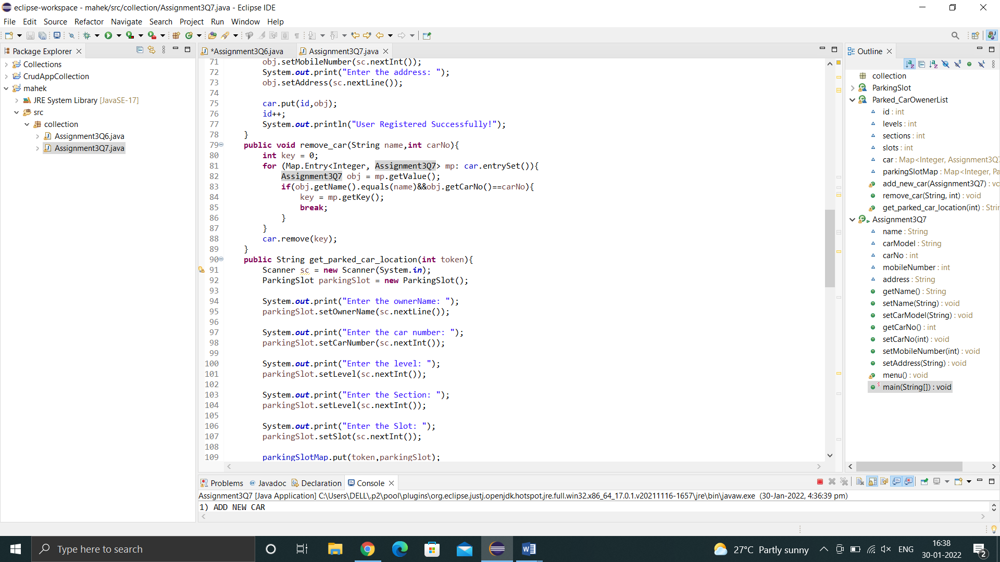 eclipse-workspace - mahek/src/collection/Assignment3Q7.java - Eclipse IDE
File Edit Source Refactor Navigate Search Project Run Window Help
Package Explorer
Collections
CrudAppCollection
mahek
JRE System Library [JavaSE-17]
src
collection
Assignment3Q6.java
Assignment3Q7.java
*Assignment3Q6.java Assignment3Q7.java
71 obj.setMobileNumber(sc.nextInt());
72 System.out.print("Enter the address: ");
73 obj.setAddress(sc.nextLine());
74
75 car.put(id,obj);
76 id++;
77 System.out.println("User Registered Successfully!");
78 }
79 public void remove_car(String name,int carNo){
80 int key = 0;
81 for (Map.Entry<Integer, Assignment3Q7> mp: car.entrySet()){
82 Assignment3Q7 obj = mp.getValue();
83 if(obj.getName().equals(name)&&obj.getCarNo()==carNo){
84 key = mp.getKey();
85 break;
86 }
87 }
88 car.remove(key);
89 }
90 public String get_parked_car_location(int token){
91 Scanner sc = new Scanner(System.in);
92 ParkingSlot parkingSlot = new ParkingSlot();
93
94 System.out.print("Enter the ownerName: ");
95 parkingSlot.setOwnerName(sc.nextLine());
96
97 System.out.print("Enter the car number: ");
98 parkingSlot.setCarNumber(sc.nextInt());
99
100 System.out.print("Enter the level: ");
101 parkingSlot.setLevel(sc.nextInt());
102
103 System.out.print("Enter the Section: ");
104 parkingSlot.setLevel(sc.nextInt());
105
106 System.out.print("Enter the Slot: ");
107 parkingSlot.setSlot(sc.nextInt());
108
109 parkingSlotMap.put(token,parkingSlot);
Outline
collection
ParkingSlot
Parked_CarOwenerList
id : int
levels : int
sections : int
slots : int
car : Map<Integer, Assignment3Q7
parkingSlotMap : Map<Integer, Pa
add_new_car(Assignment3Q7) : vo
remove_car(String, int) : void
get_parked_car_location(int) : Strin
Assignment3Q7
name : String
carModel : String
carNo : int
mobileNumber : int
address : String
getName() : String
setName(String) : void
setCarModel(String) : void
getCarNo() : int
setCarNo(int) : void
setMobileNumber(int) : void
setAddress(String) : void
menu() : void
main(String[]) : void
Problems Javadoc Declaration Console
Assignment3Q7 [Java Application] C:\Users\DELL\.p2\pool\plugins\org.eclipse.justj.openjdk.hotspot.jre.full.win32.x86_64_17.0.1.v20211116-1657\jre\bin\javaw.exe (30-Jan-2022, 4:36:39 pm)
1) ADD NEW CAR
Type here to search
27°C Partly sunny
ENG
16:38
30-01-2022
2